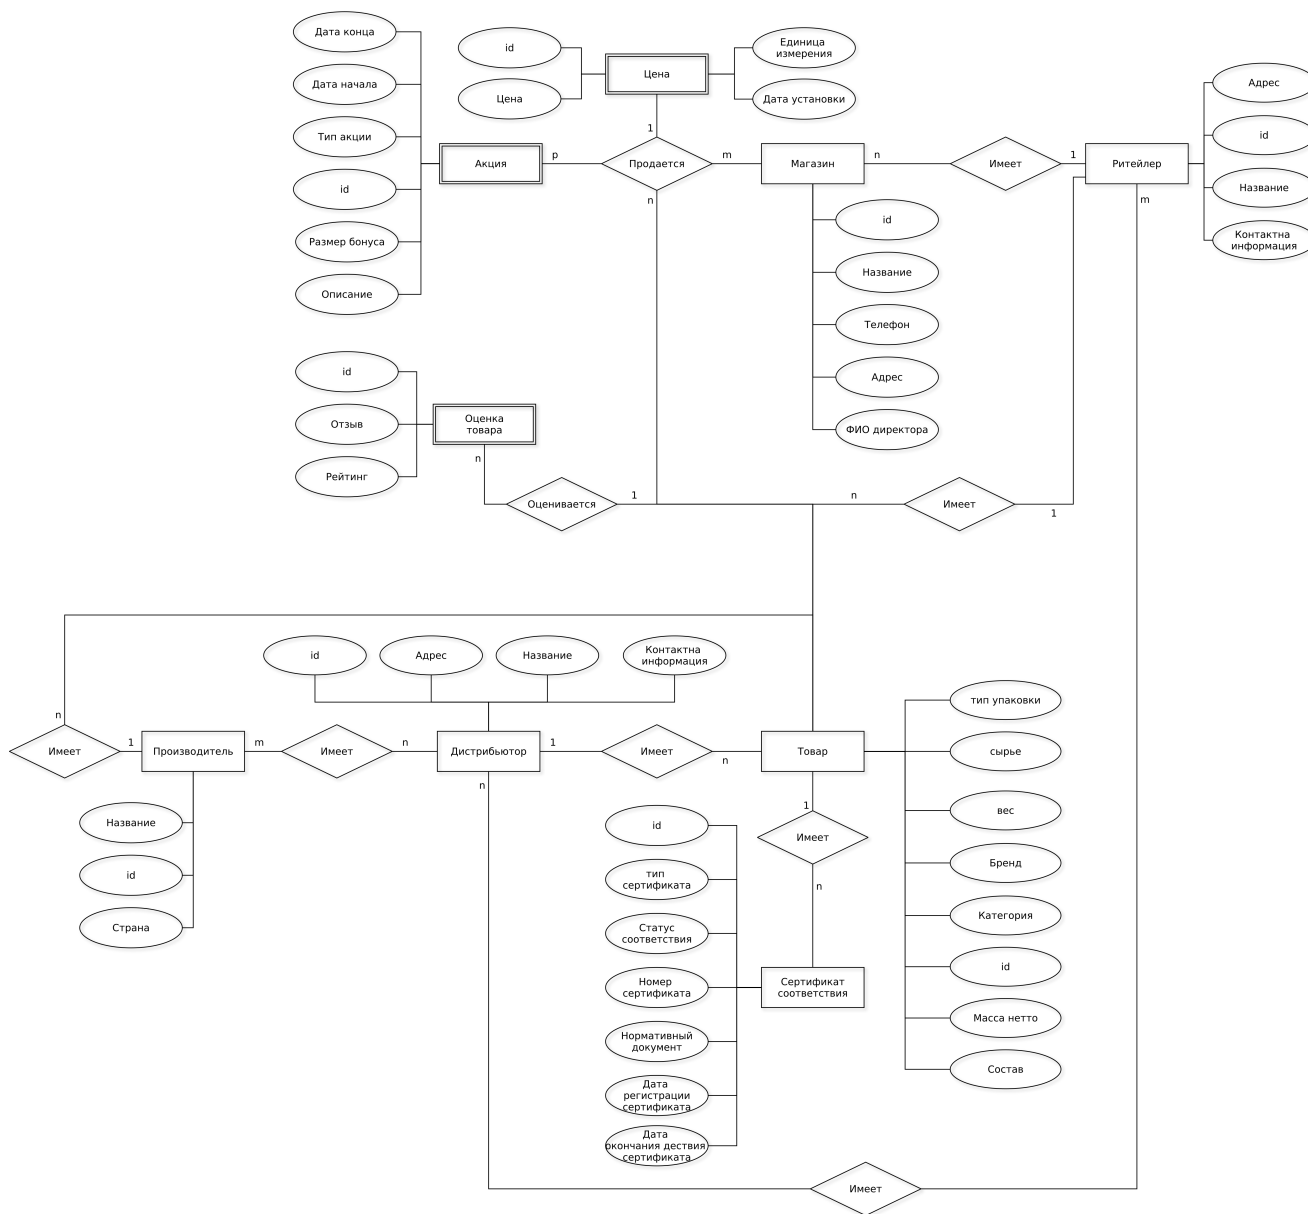 Дата конца
Дата начала
Тип акции
id
Размер бонуса
Описание
id
Цена
Цена
Единица
измерения
Дата установки
1
Акция
p
Продается
m
n
Магазин
n
Имеет
1
Ритейлер
m
Адрес
id
Название
Контактна
информация
id
Название
Телефон
Адрес
ФИО директора
id
Отзыв
Рейтинг
Оценка
товара
n
Оценивается
1
n
Имеет
1
id
Адрес
Название
Контактна
информация
n
Имеет
1
Производитель
m
Имеет
n
Дистрибьютор
1
Имеет
n
Товар
n
1
Название
id
Страна
Имеет
n
Сертификат
соответствия
id
тип
сертификата
Статус
соответствия
Номер
сертификата
Нормативный
документ
Дата
регистрации
сертификата
Дата
окончания дествия
сертификата
тип упаковки
сырье
вес
Бренд
Категория
id
Масса нетто
Состав
Имеет